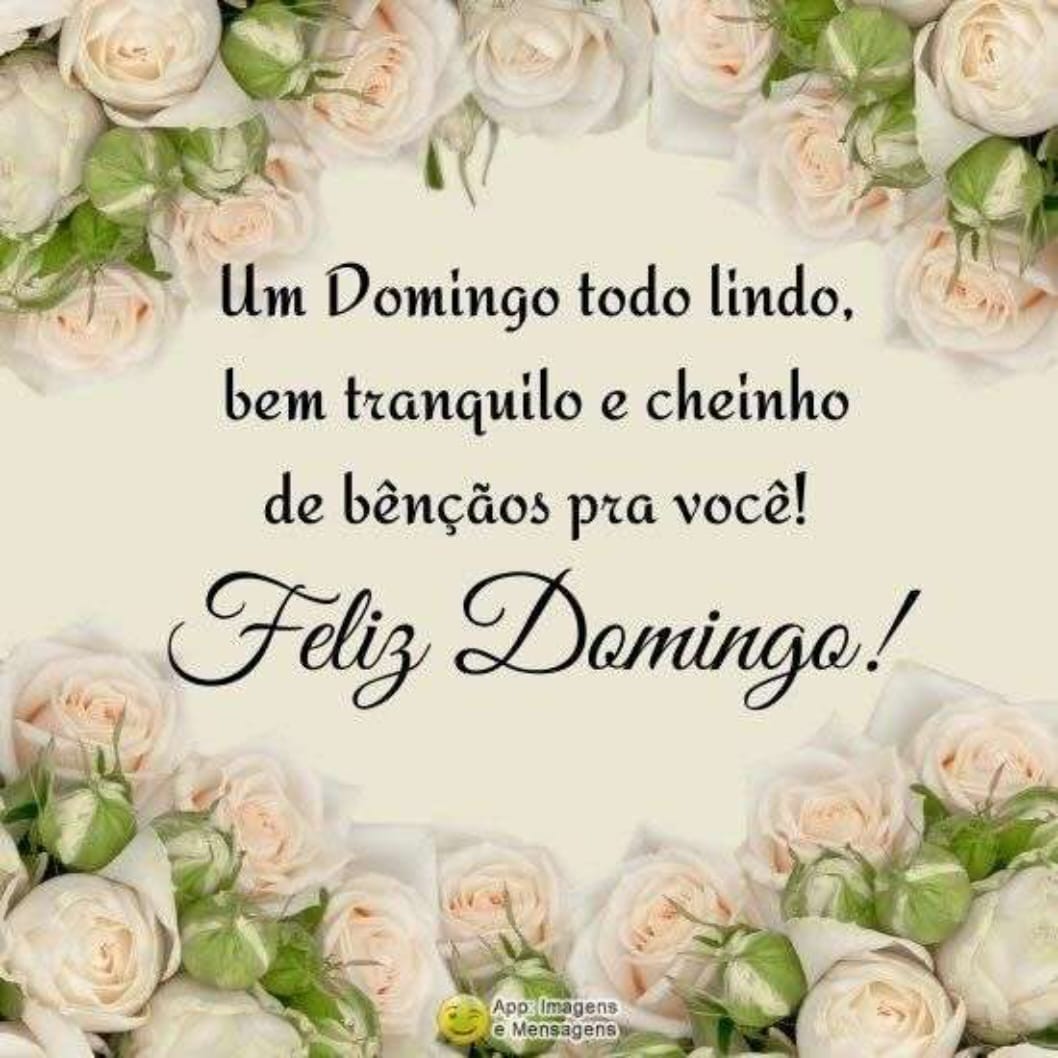 Um Domingo todo lindo,
bem tranquilo e cheinho
de bênçãos pra você!
Feliz Domingo!
App: Imagens
e Mensagens